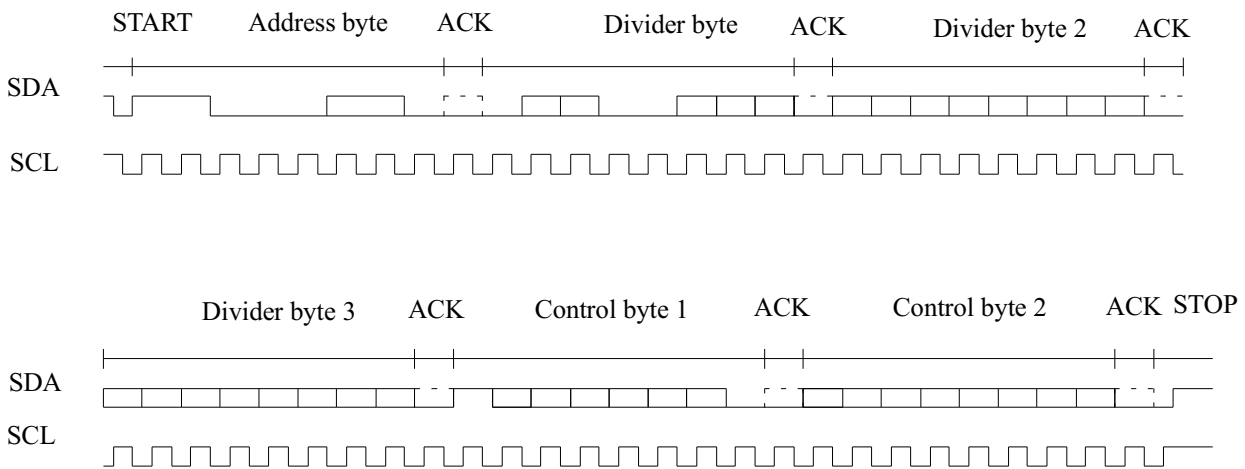 START Address byte ACK Divider byte ACK Divider byte 2 ACK
SDA
SCL
Divider byte 3 ACK Control byte 1 ACK Control byte 2 ACK STOP
SDA
SCL